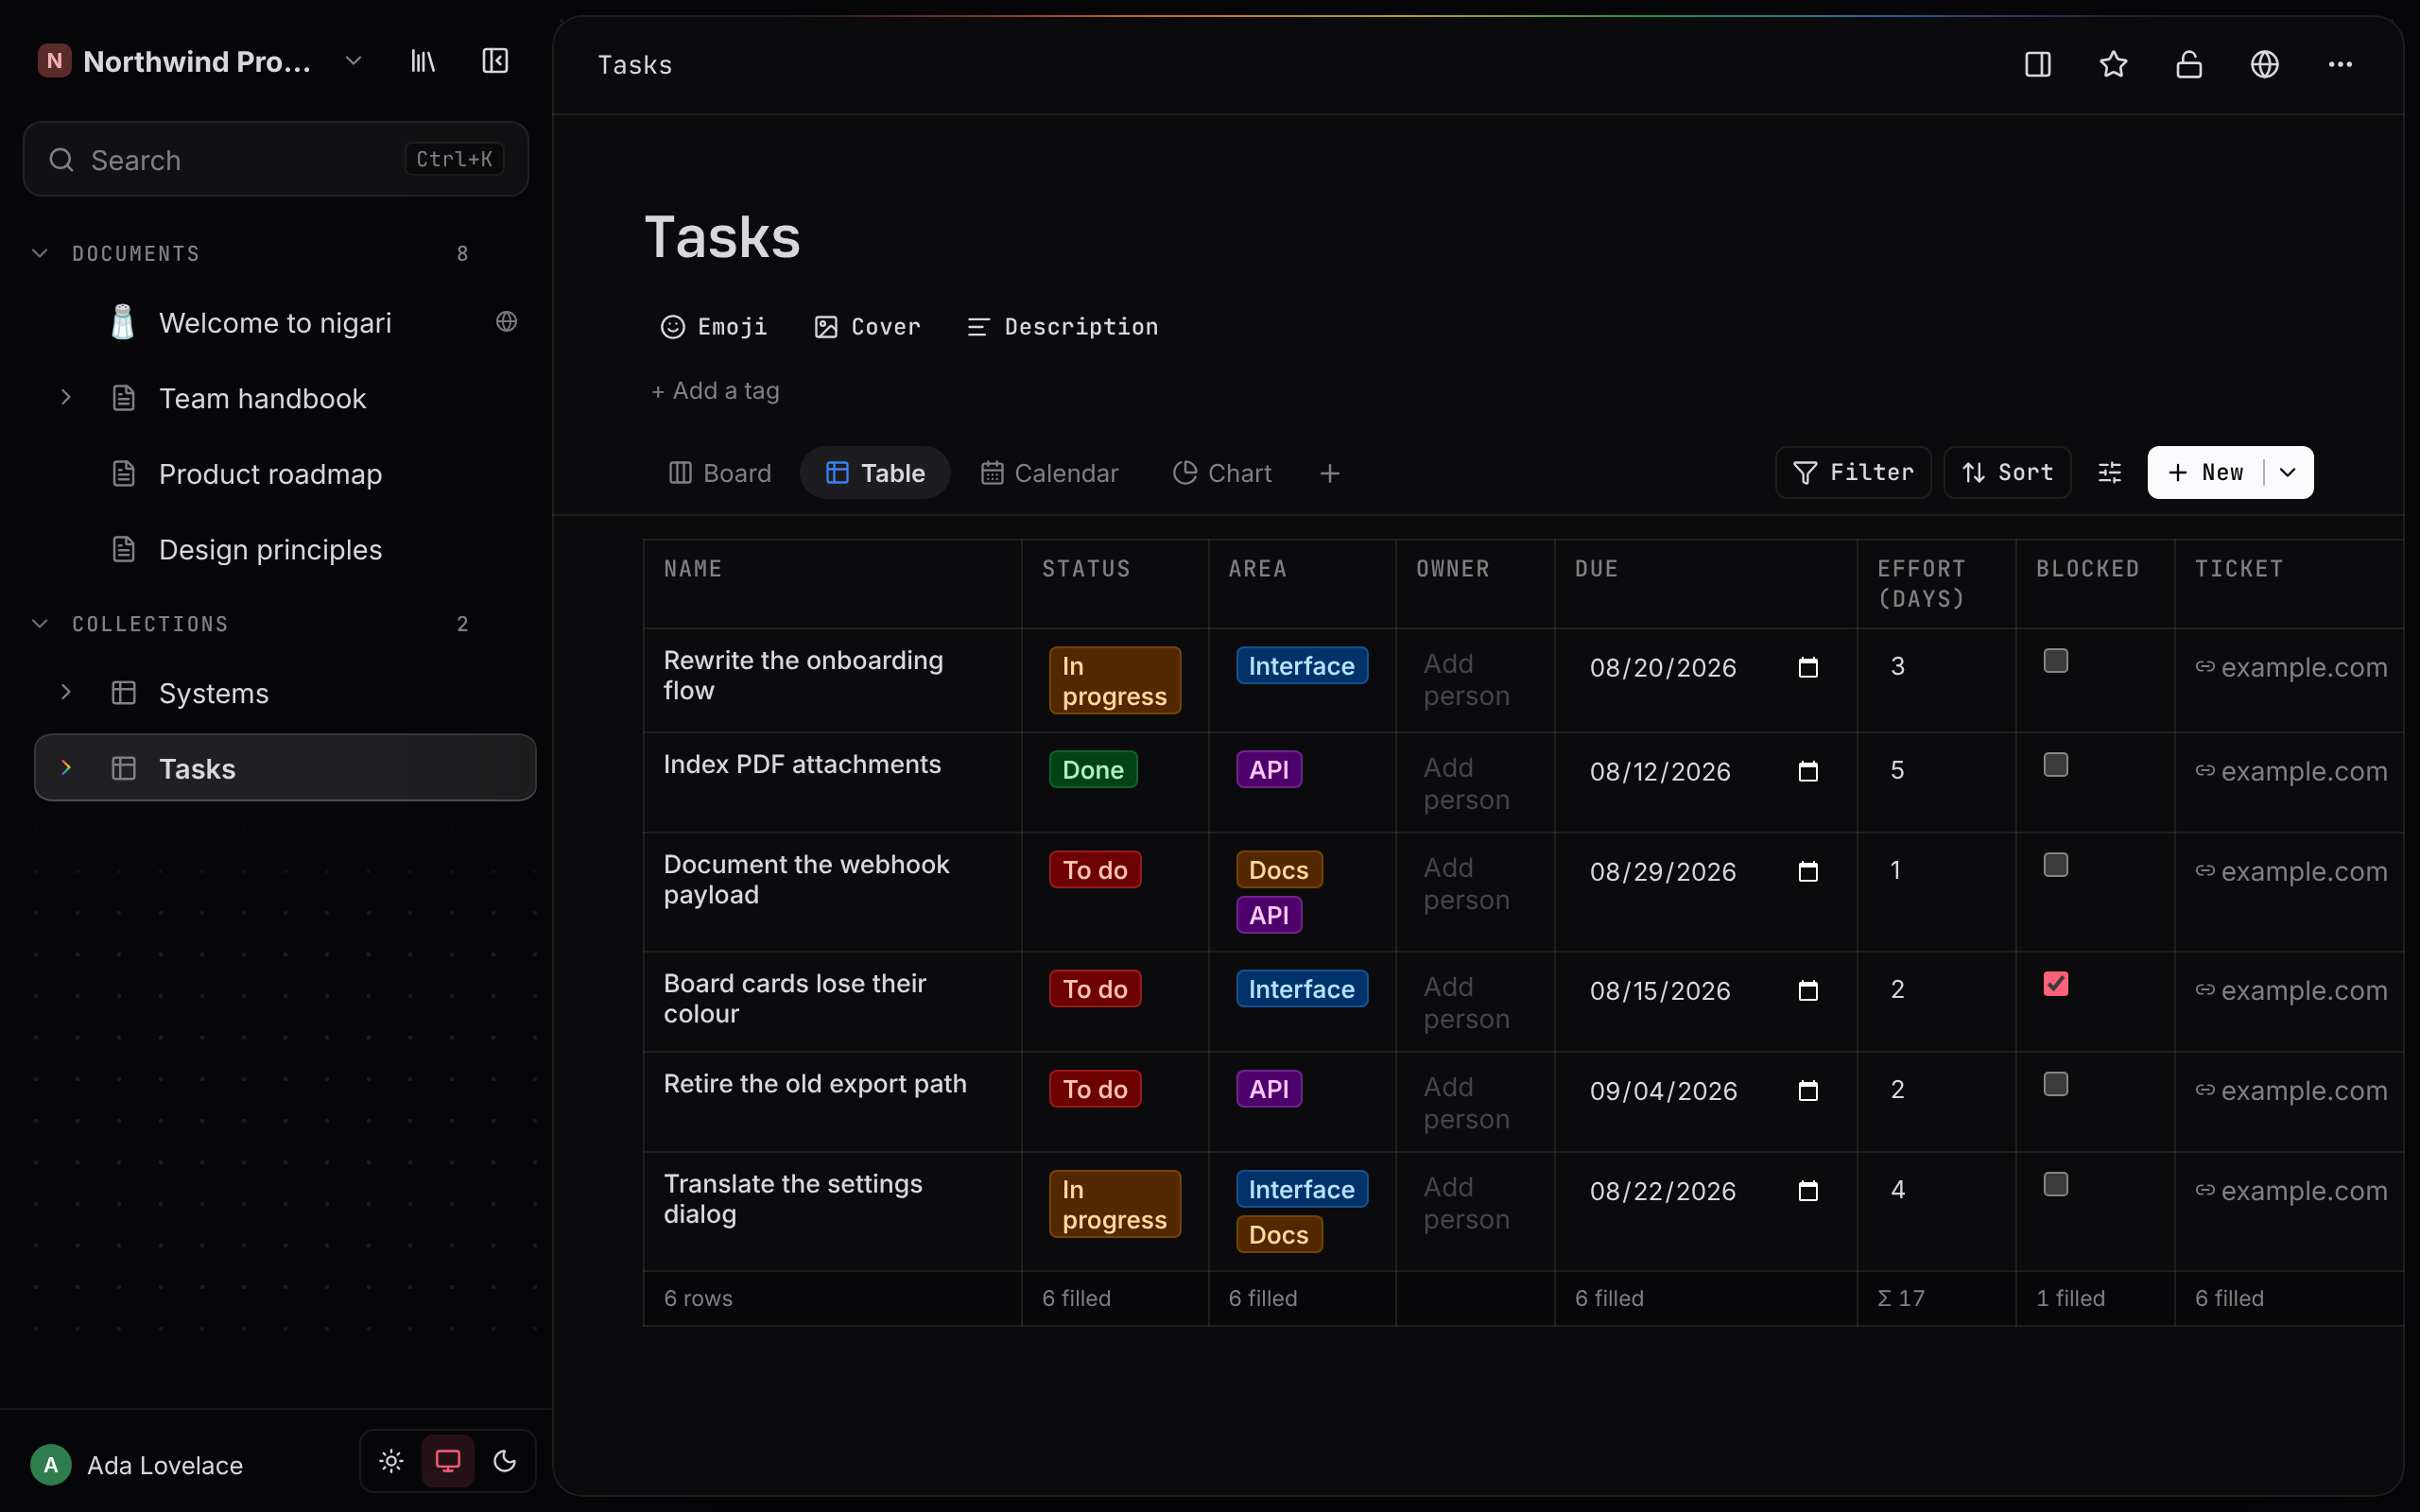 N Northwind Pro...
Search Ctrl+K
DOCUMENTS 8
Welcome to nigari
Team handbook
Product roadmap
Design principles
COLLECTIONS 2
Systems
Tasks
A Ada Lovelace
Tasks
Tasks
Emoji Cover Description
+ Add a tag
Board Table Calendar Chart + Filter Sort + New
NAME STATUS AREA OWNER DUE EFFORT (DAYS) BLOCKED TICKET
Rewrite the onboarding flow In progress Interface Add person 08/20/2026 3 example.com
Index PDF attachments Done API Add person 08/12/2026 5 example.com
Document the webhook payload To do Docs API Add person 08/29/2026 1 example.com
Board cards lose their colour To do Interface Add person 08/15/2026 2 example.com
Retire the old export path To do API Add person 09/04/2026 2 example.com
Translate the settings dialog In progress Interface Docs Add person 08/22/2026 4 example.com
6 rows 6 filled 6 filled 6 filled Σ 17 1 filled 6 filled